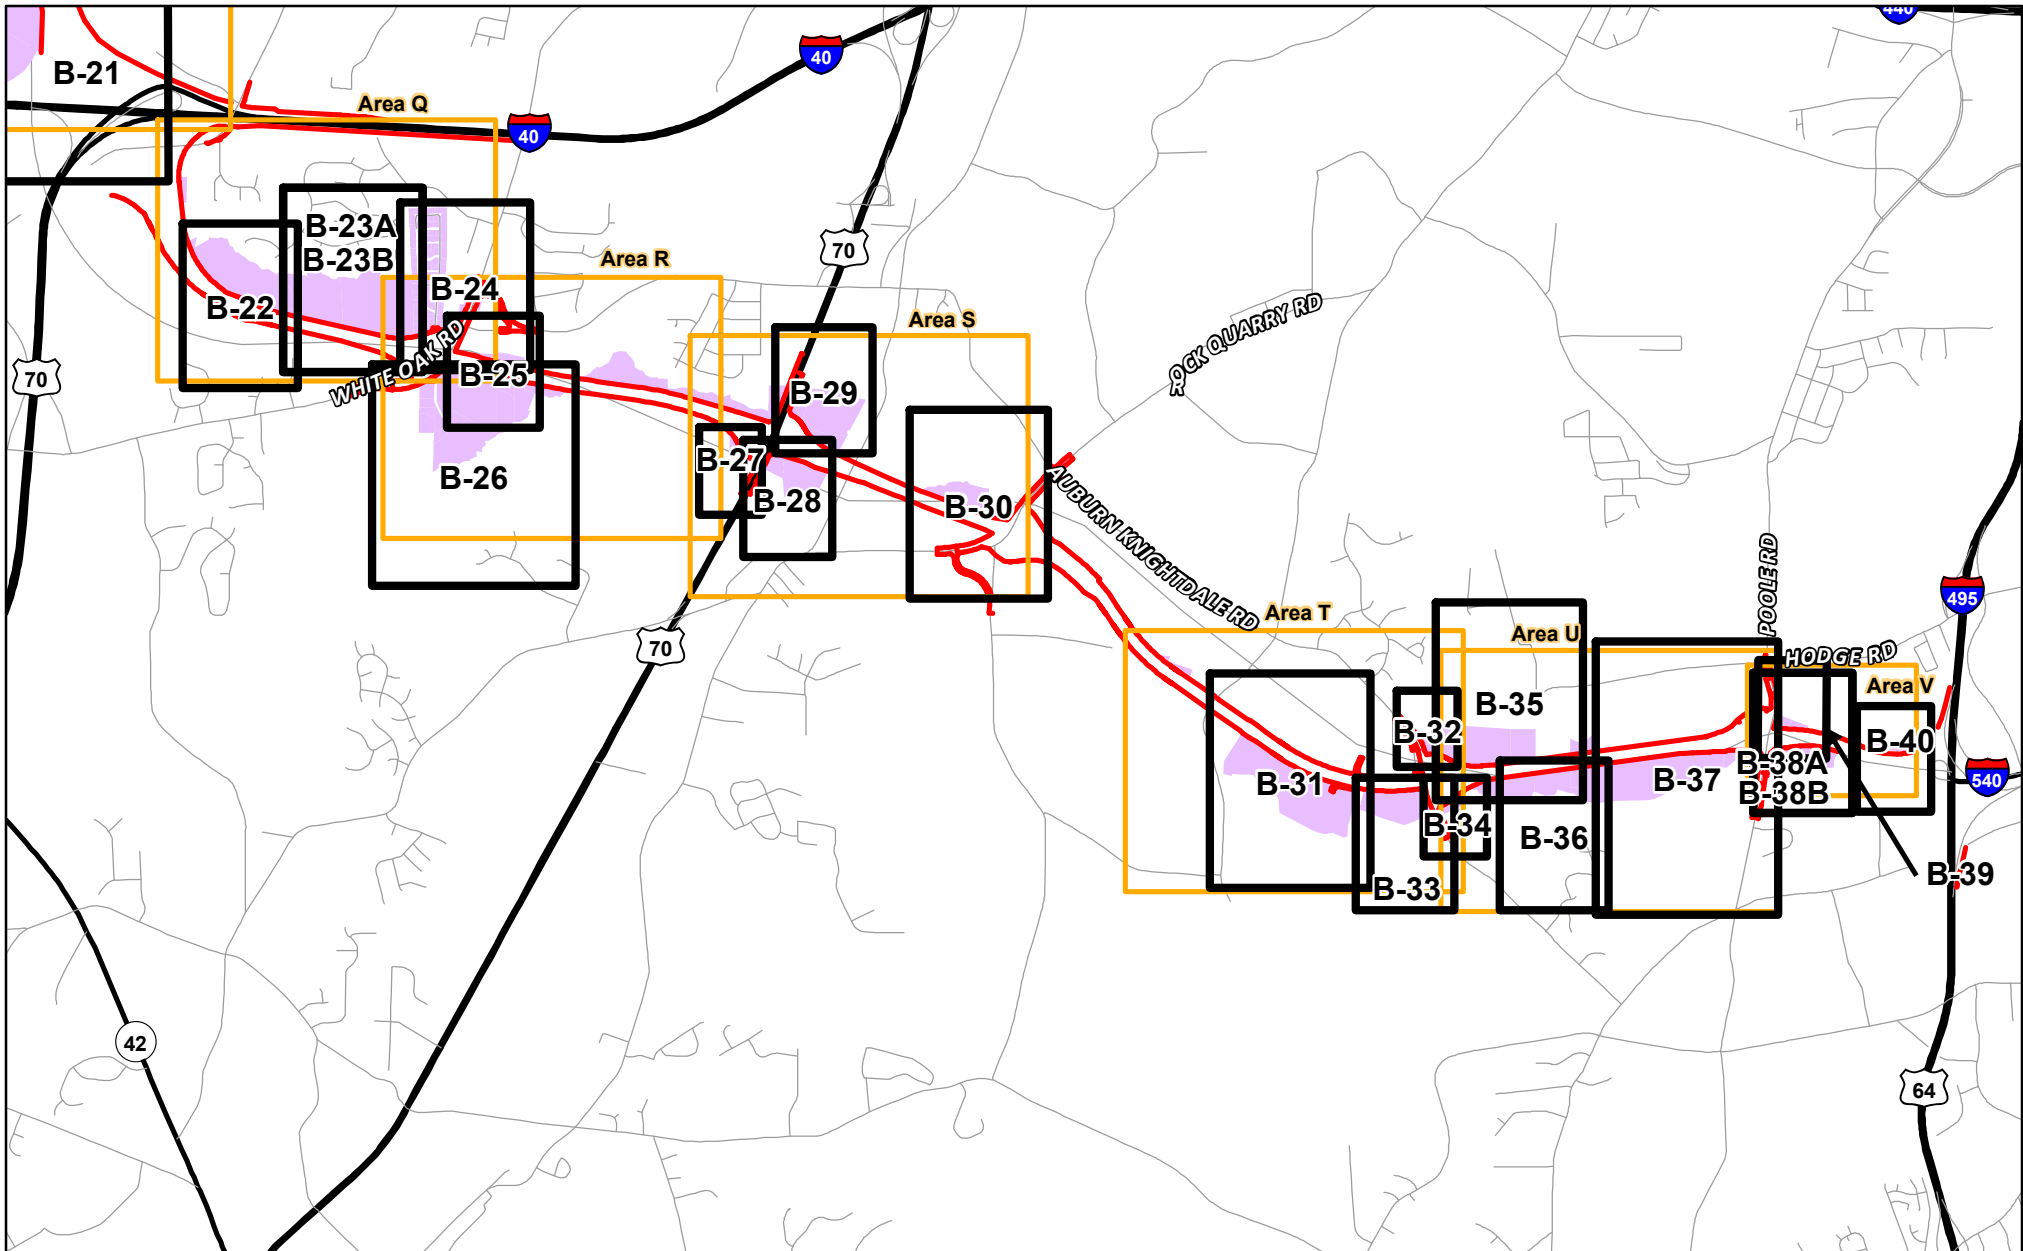 440
40
B-21
Area Q
40
B-23A
B-23B
70
Area R
B-24
B-22
ROCK QUARRY RD
Area S
WHITE OAK RD
70
B-25
B-29
B-27
B-26
B-28
B-30
AUBURN KNIGHTDALE RD
POOLE RD
495
Area T
Area U
70
HODGE RD
Area V
B-35
B-32
B-40
B-38A
B-31
B-37
540
B-38B
B-34
B-36
B-33
B-39
42
64